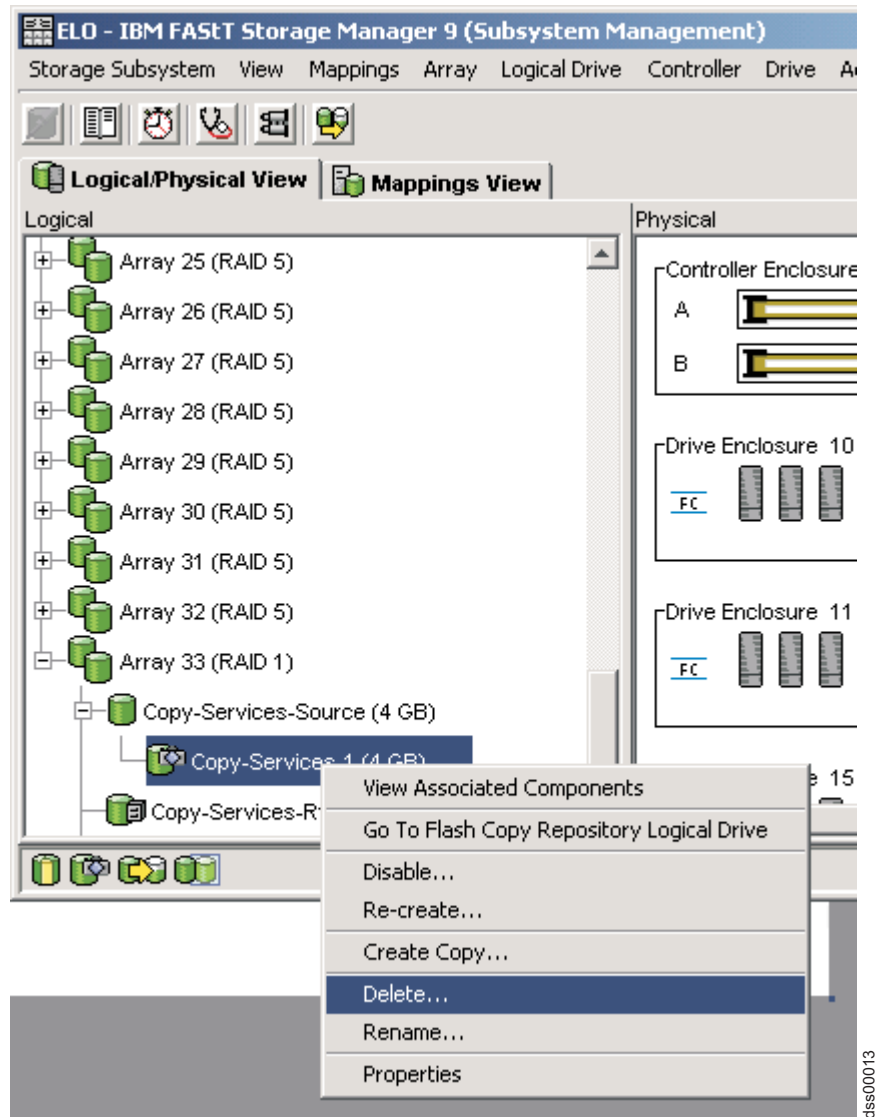 ELO - IBM FAStT Storage Manager 9 (Subsystem Management)
Storage Subsystem View Mappings Array Logical Drive Controller Drive
Logical/Physical View Mappings View
Logical
Array 25 (RAID 5)
Array 26 (RAID 5)
Array 27 (RAID 5)
Array 28 (RAID 5)
Array 29 (RAID 5)
Array 30 (RAID 5)
Array 31 (RAID 5)
Array 32 (RAID 5)
Array 33 (RAID 1)
Copy-Services-Source (4 GB)
Copy-Services-1 (4 GB)
Copy-Services-R
Physical
Controller Enclosure
A
B
Drive Enclosure 10
FC
Drive Enclosure 11
FC
e 15
View Associated Components
Go To Flash Copy Repository Logical Drive
Disable...
Re-create...
Create Copy...
Delete...
Rename...
Properties
dss00013